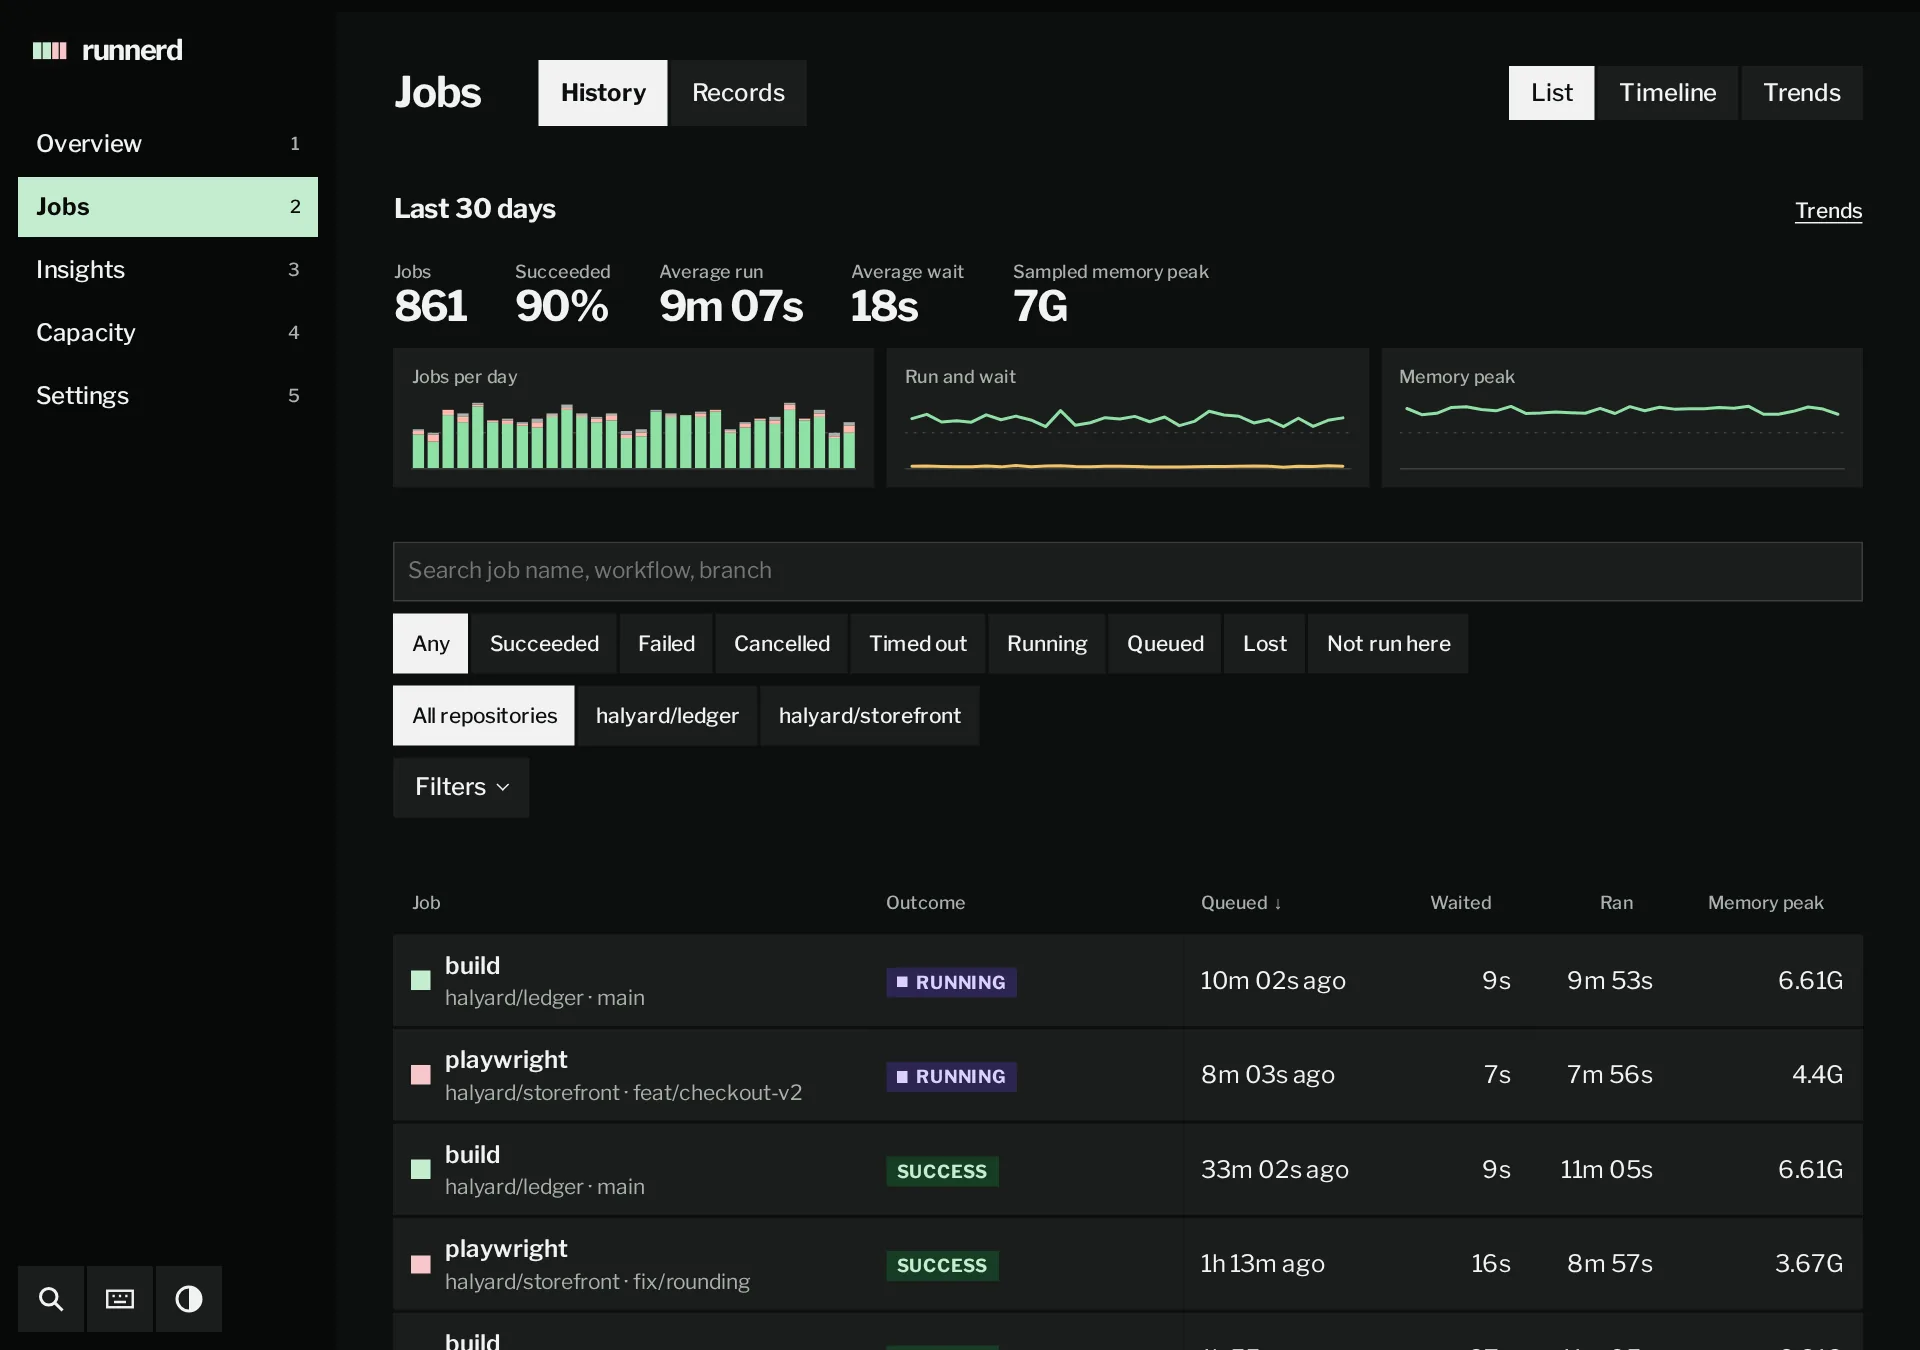 runnerd
Overview 1
Jobs 2
Insights 3
Capacity 4
Settings 5
Jobs History Records List Timeline Trends
Last 30 days Trends
Jobs Succeeded Average run Average wait Sampled memory peak
861 90% 9m 07s 18s 7G
Jobs per day Run and wait Memory peak
Search job name, workflow, branch
Any Succeeded Failed Cancelled Timed out Running Queued Lost Not run here
All repositories halyard/ledger halyard/storefront
Filters
Job Outcome Queued ↓ Waited Ran Memory peak
build
halyard/ledger · main
RUNNING 10m 02s ago 9s 9m 53s 6.61G
playwright
halyard/storefront · feat/checkout-v2
RUNNING 8m 03s ago 7s 7m 56s 4.4G
build
halyard/ledger · main
SUCCESS 33m 02s ago 9s 11m 05s 6.61G
playwright
halyard/storefront · fix/rounding
SUCCESS 1h 13m ago 16s 8m 57s 3.67G
build